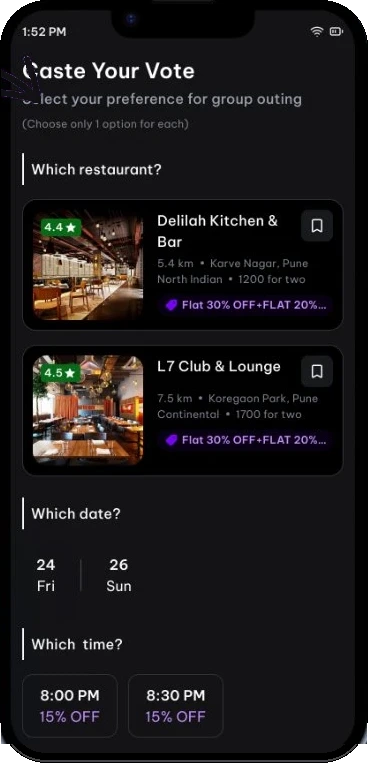 1:52 PM
Caste Your Vote
Select your preference for group outing
(Choose only 1 option for each)
Which restaurant?
4.4
Delilah Kitchen &
Bar
5.4 km • Karve Nagar, Pune
North Indian • 1200 for two
Flat 30% OFF+FLAT 20%...
4.5
L7 Club & Lounge
7.5 km • Koregaon Park, Pune
Continental • 1700 for two
Flat 30% OFF+FLAT 20%...
Which date?
24 26
Fri Sun
Which time?
8:00 PM 8:30 PM
15% OFF 15% OFF